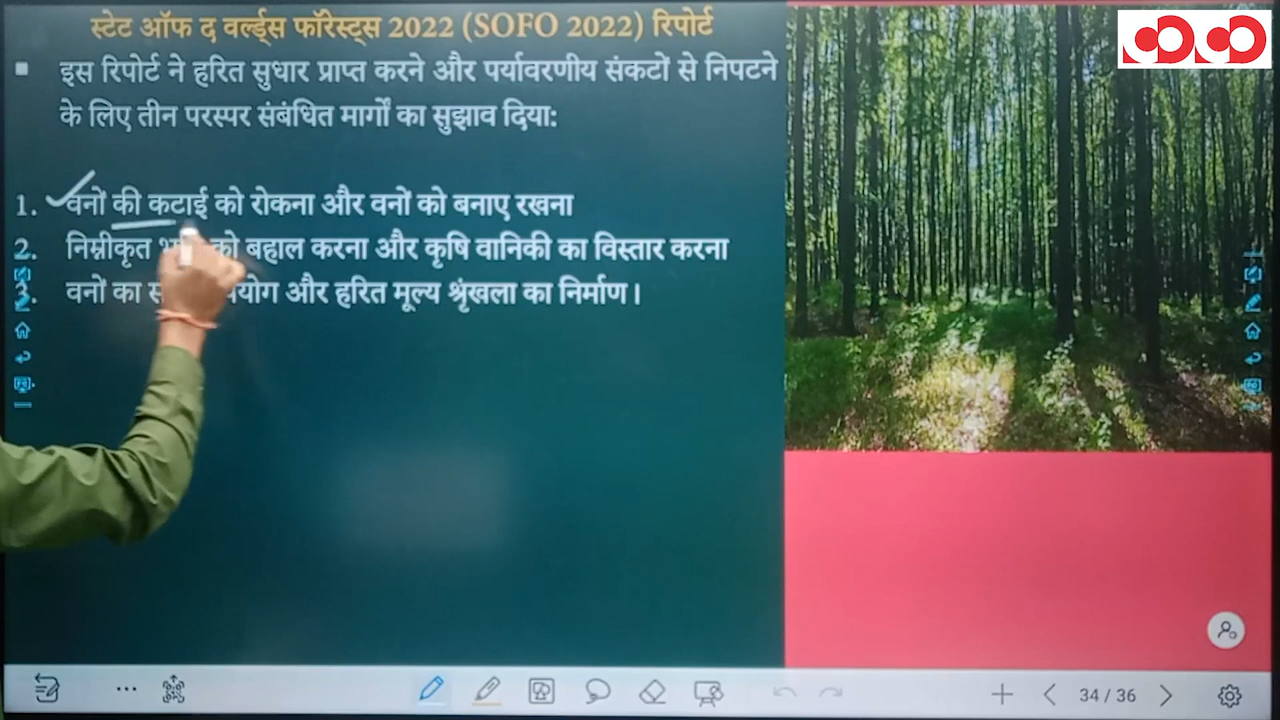 स्टेट ऑफ द वर्ल्ड्स फॉरेस्ट्स 2022 (SOFO 2022) रिपोर्ट
इस रिपोर्ट ने हरित सुधार प्राप्त करने और पर्यावरणीय संकटों से निपटने
के लिए तीन परस्पर संबंधित मार्गों का सुझाव दिया:
1. वनों की कटाई को रोकना और वनों को बनाए रखना
2. निम्नीकृत को बहाल करना और कृषि वानिकी का विस्तार करना
3. वनों का और हरित मूल्य श्रृंखला का निर्माण।
34 / 36